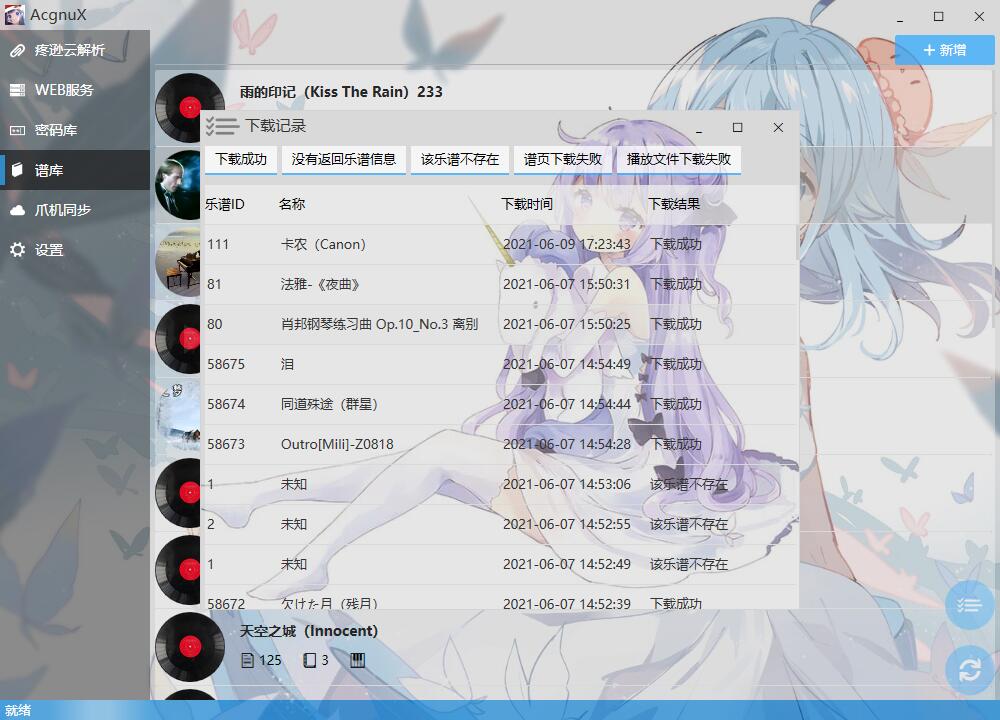 AcgnuX
疼逊云解析
WEB服务
密码库
谱库
爪机同步
设置
新增
雨的印记（Kiss The Rain）233
下载记录
下载成功 没有返回乐谱信息 该乐谱不存在 谱页下载失败 播放文件下载失败
乐谱ID 名称 下载时间 下载结果
111 卡农（Canon） 2021-06-09 17:23:43 下载成功
81 法雅-《夜曲》 2021-06-07 15:50:31 下载成功
80 肖邦钢琴练习曲 Op.10_No.3 离别 2021-06-07 15:50:25 下载成功
58675 泪 2021-06-07 14:54:49 下载成功
58674 同道殊途（群星） 2021-06-07 14:54:44 下载成功
58673 Outro[Mili]-Z0818 2021-06-07 14:54:28 下载成功
1 未知 2021-06-07 14:53:06 该乐谱不存在
2 未知 2021-06-07 14:52:55 该乐谱不存在
1 未知 2021-06-07 14:52:49 该乐谱不存在
58672 欠けた月（残月） 2021-06-07 14:52:39 下载成功
天空之城（Innocent）
125 3
就绪